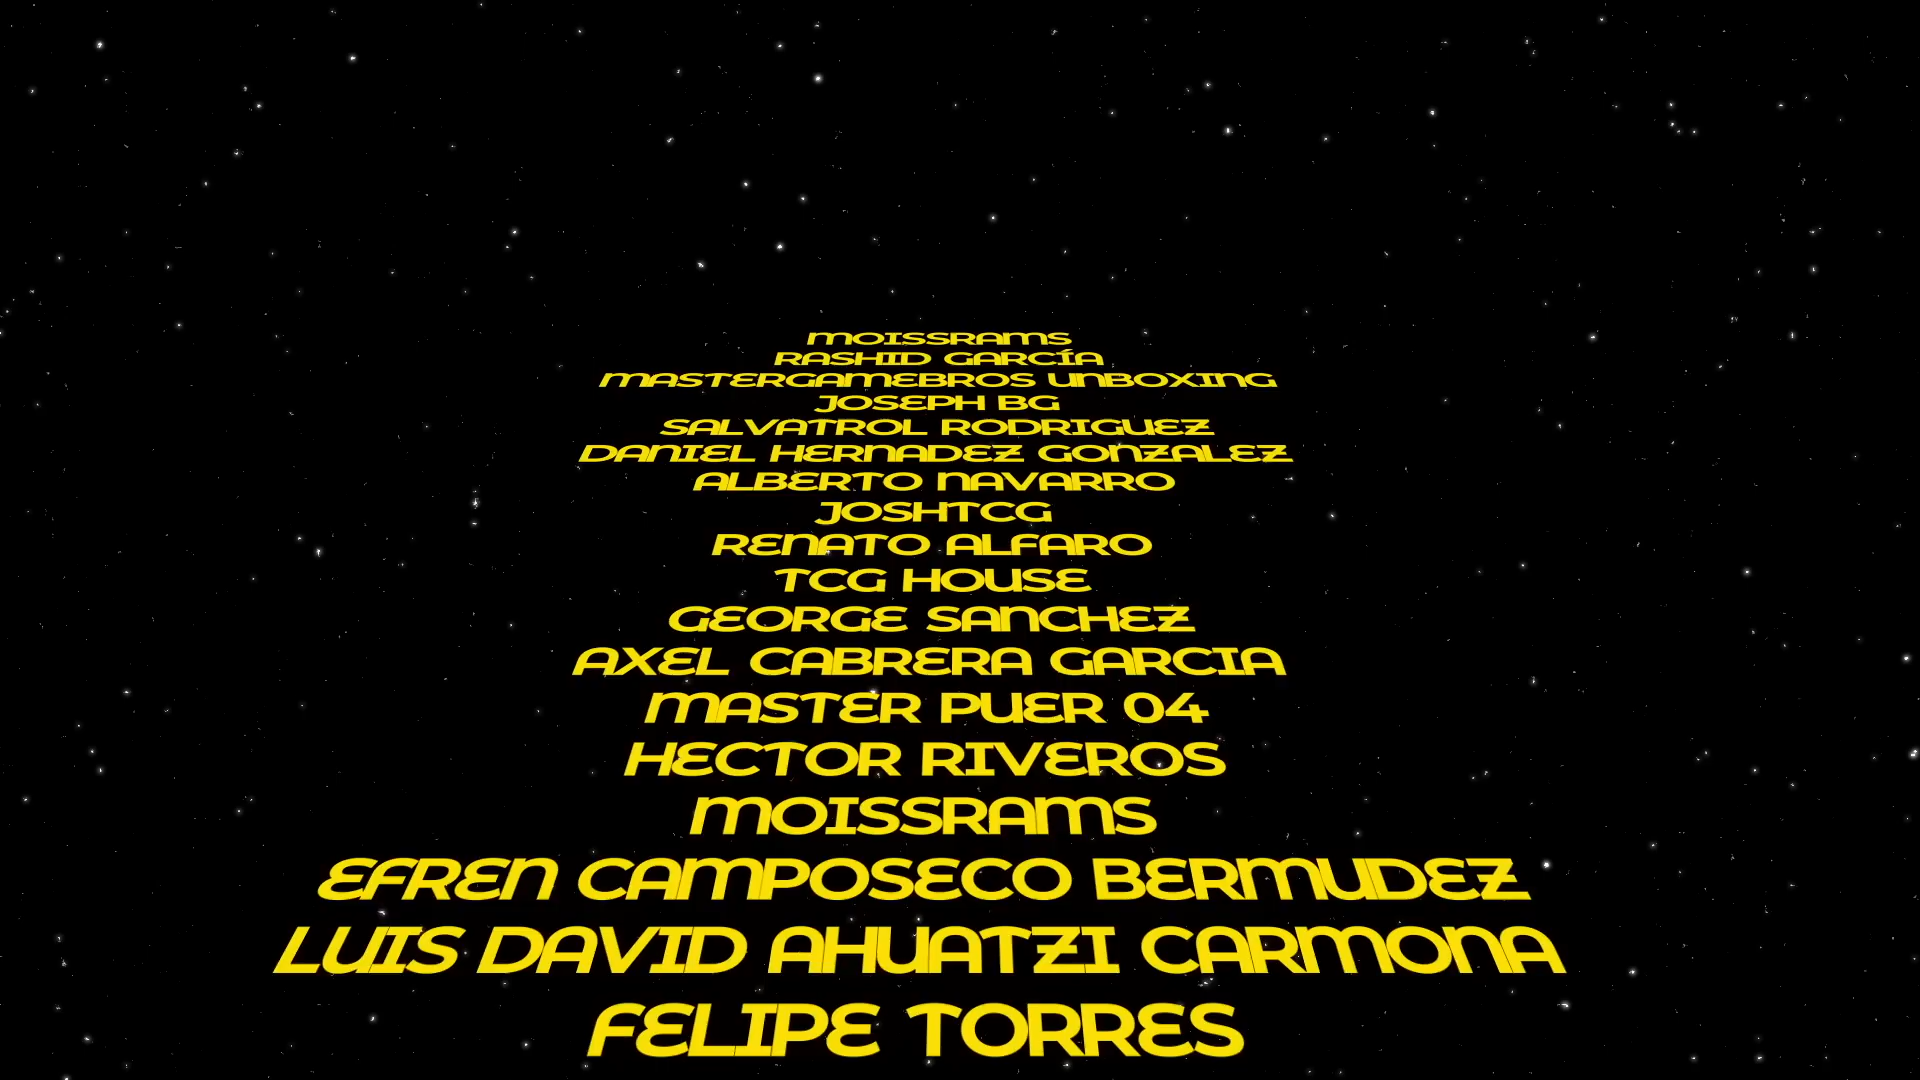 MOISSRAMS
RASHID GARCÍA
MASTERGAMEBROS UNBOXING
JOSEPH BG
SALVATROL RODRIGUEZ
DANIEL HERNADEZ GONZALEZ
ALBERTO NAVARRO
JOSHTCG
RENATO ALFARO
TCG HOUSE
GEORGE SANCHEZ
AXEL CABRERA GARCIA
MASTER PUER 04
HECTOR RIVEROS
MOISSRAMS
EFREN CAMPOSECO BERMUDEZ
LUIS DAVID AHUATZI CARMONA
FELIPE TORRES